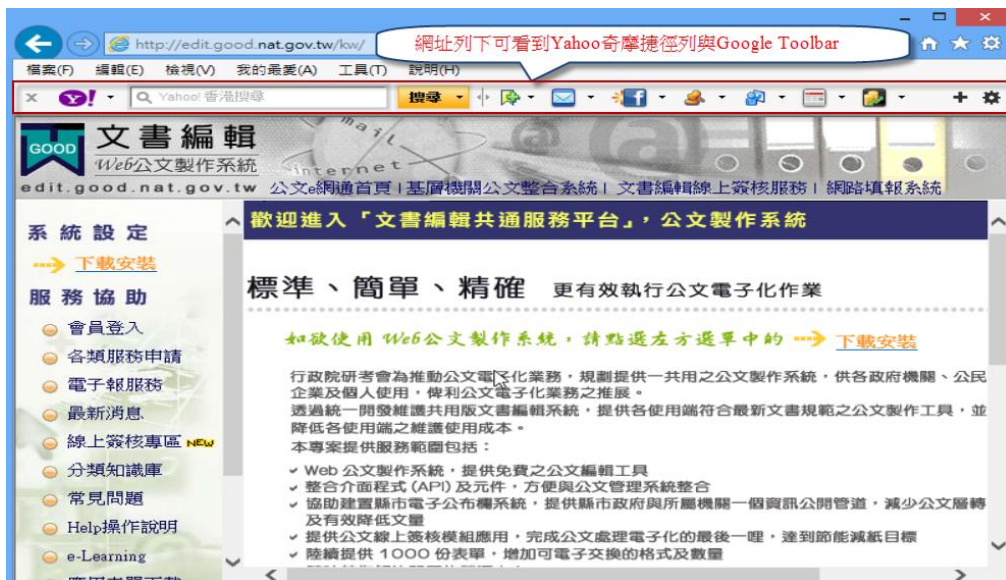 http://edit.good.nat.gov.tw/kw/
網址列下可看到Yahoo奇摩捷徑列與Google Toolbar
檔案(F) 編輯(E) 檢視(V) 我的最愛(A) 工具(T) 說明(H)
x Y! Yahoo! 香港搜尋 搜尋
GOOD 文書編輯
Web公文製作系統
mail
internet
edit.good.nat.gov.tw 公文e網通首頁 | 基層機關公文整合系統 | 文書編輯線上簽核服務 | 網路填報系統
系統設定
下載安裝
服務協助
會員登入
各類服務申請
電子報服務
最新消息
線上簽核專區 NEW
分類知識庫
常見問題
Help操作說明
e-Learning
歡迎進入「文書編輯共通服務平台」，公文製作系統
標準、簡單、精確 更有效執行公文電子化作業
如欲使用 Web公文製作系統，請點選左方選單中的 下載安裝
行政院研考會為推動公文電子化業務，規劃提供一共用之公文製作系統，供各政府機關、公民
企業及個人使用，俾利公文電子化業務之推展。
透過統一開發維護共用版文書編輯系統，提供各使用端符合最新文書規範之公文製作工具，並
降低各使用端之維護使用成本。
本專案提供服務範圍包括：
Web 公文製作系統，提供免費之公文編輯工具
整合介面程式 (API) 及元件，方便與公文管理系統整合
協助建置縣市電子公布欄系統，提供縣市政府與所屬機關一個資訊公開管道，減少公文層轉
及有效降低文量
提供公文線上簽核模組應用，完成公文處理電子化的最後一哩，達到節能減紙目標
陸續提供 1000 份表單，增加可電子交換的格式及數量